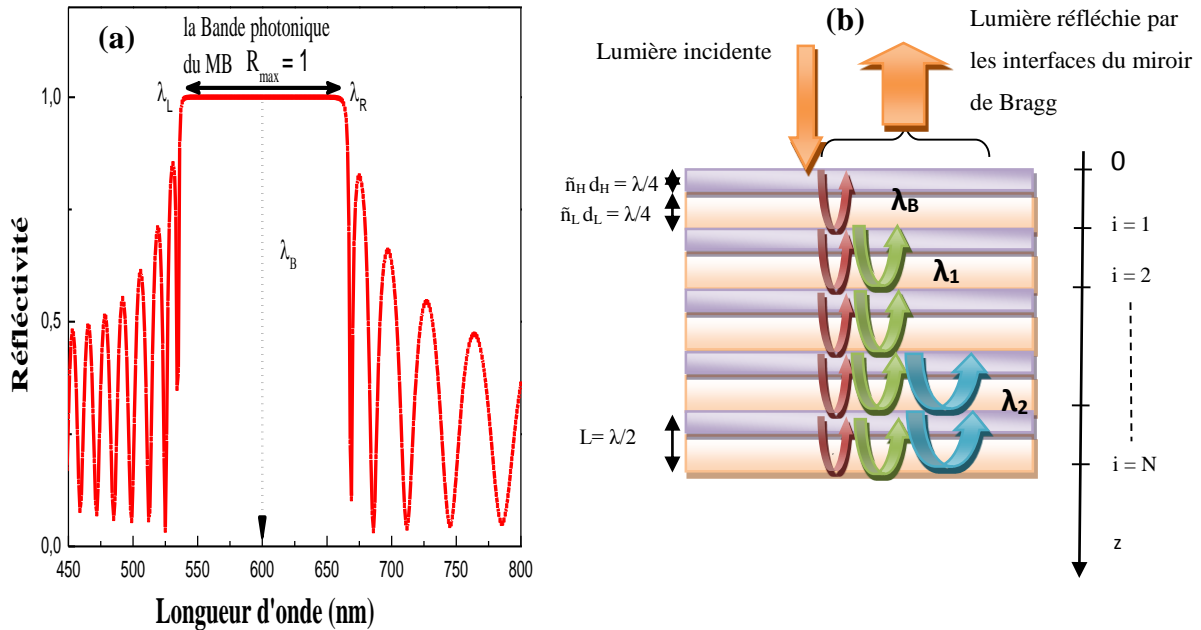 (a)
la Bande photonique
du MB R_max = 1
λ_L
λ_R
λ_B
Réfléctivité
1,0
0,5
0,0
450 500 550 600 650 700 750 800
Longueur d'onde (nm)
(b)
Lumière incidente
Lumière réfléchie par
les interfaces du miroir
de Bragg
ñ_H d_H = λ/4
ñ_L d_L = λ/4
L= λ/2
λ_B
λ_1
λ_2
0
i = 1
i = 2
i = N
z